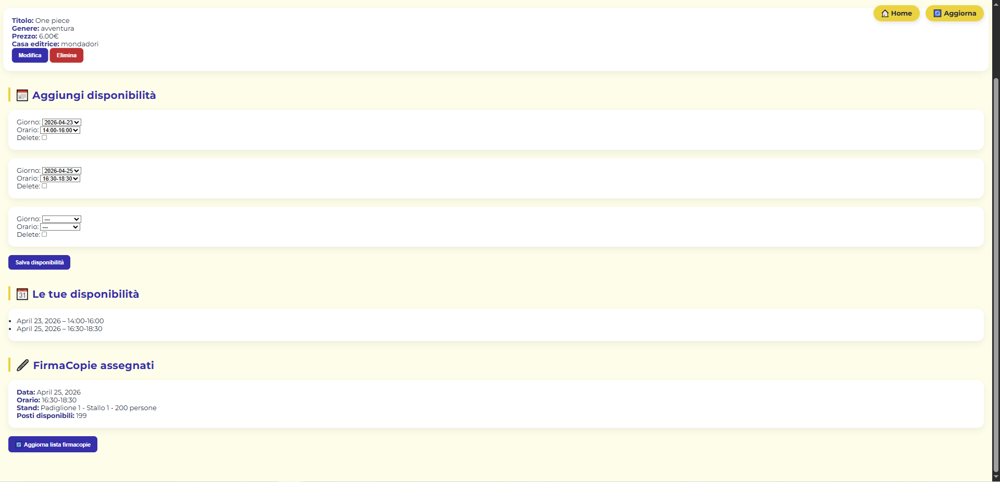 Home
Aggiorna
Titolo: One piece
Genere: avventura
Prezzo: 6.00€
Casa editrice: mondadori
Modifica Elimina
Aggiungi disponibilità
Giorno: 2026-04-23
Orario: 14:00-16:00
Delete:
Giorno: 2026-04-25
Orario: 16:30-18:30
Delete:
Giorno: ---
Orario: ---
Delete:
Salva disponibilità
31 Le tue disponibilità
April 23, 2026 – 14:00-16:00
April 25, 2026 – 16:30-18:30
FirmaCopie assegnati
Data: April 25, 2026
Orario: 16:30-18:30
Stand: Padiglione 1 - Stallo 1 - 200 persone
Posti disponibili: 199
Aggiorna lista firmacopie